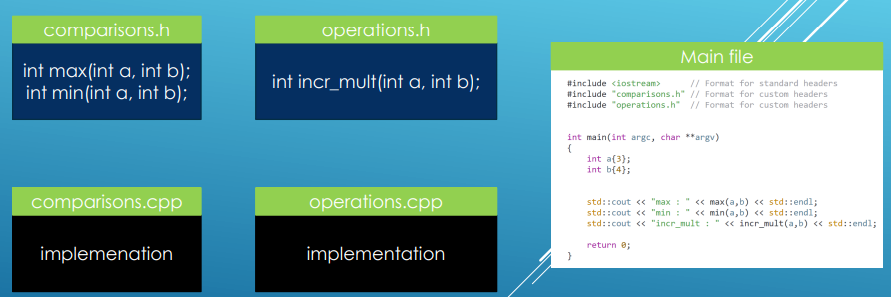 comparisons.h
int max(int a, int b);
int min(int a, int b);
operations.h
int incr_mult(int a, int b);
comparisons.cpp
implemenation
operations.cpp
implementation
Main file
#include <iostream> // Format for standard headers
#include "comparisons.h" // Format for custom headers
#include "operations.h" // Format for custom headers
int main(int argc, char **argv)
{
int a{3};
int b{4};
std::cout << "max : " << max(a,b) << std::endl;
std::cout << "min : " << min(a,b) << std::endl;
std::cout << "incr_mult : " << incr_mult(a,b) << std::endl;
return 0;
}